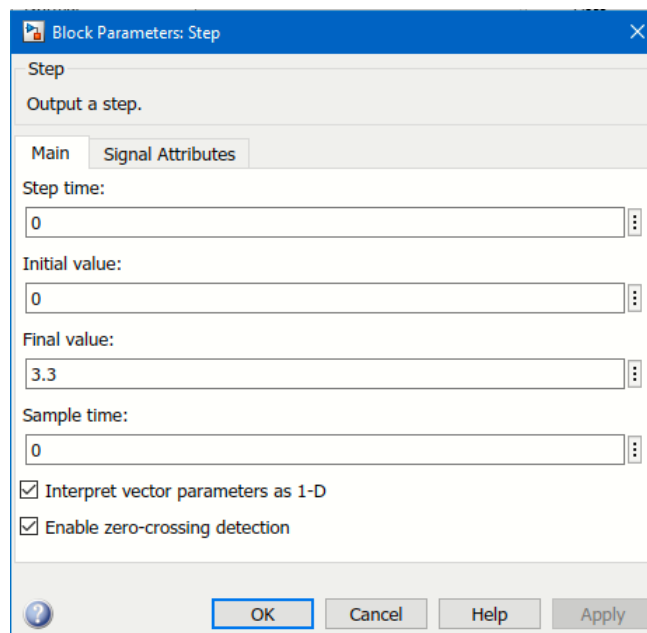 Block Parameters: Step
Step
Output a step.
Main Signal Attributes
Step time:
0
Initial value:
0
Final value:
3.3
Sample time:
0
Interpret vector parameters as 1-D
Enable zero-crossing detection
? OK Cancel Help Apply